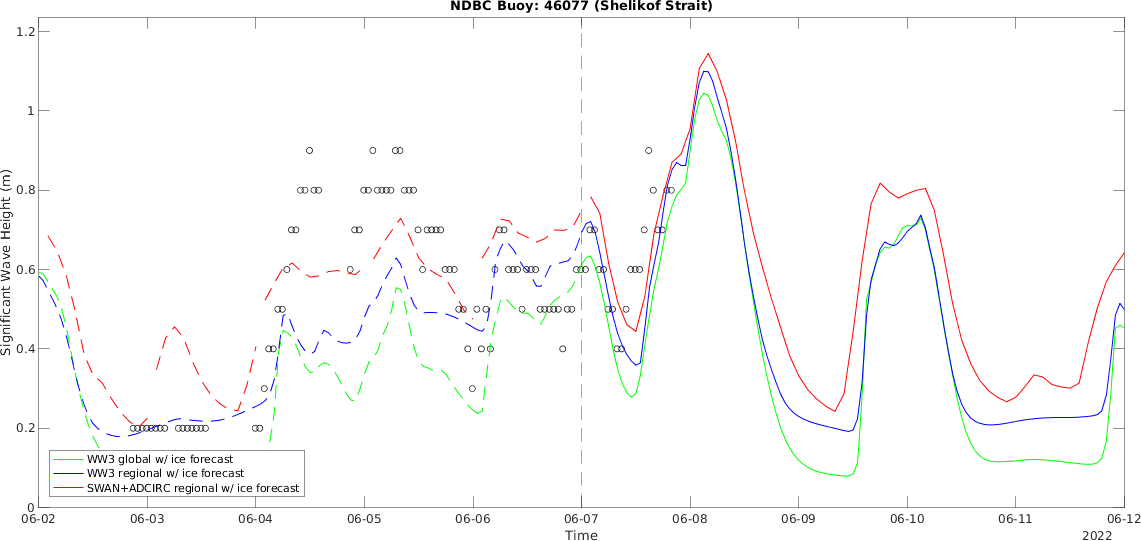 NDBC Buoy: 46077 (Shelikof Strait)
1.2
1
0.8
0.6
0.4
0.2
0
Significant Wave Height (m)
WW3 global w/ ice forecast
WW3 regional w/ ice forecast
SWAN+ADCIRC regional w/ ice forecast
06-02 06-03 06-04 06-05 06-06 06-07 06-08 06-09 06-10 06-11 06-12
Time
2022